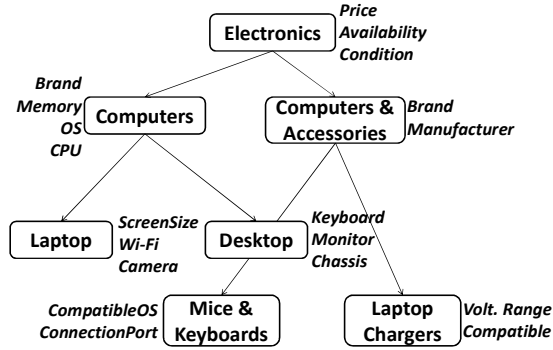 Electronics
Price
Availability
Condition
Brand
Memory
OS
CPU
Computers
Computers &
Accessories
Brand
Manufacturer
Laptop
ScreenSize
Wi-Fi
Camera
Desktop
Keyboard
Monitor
Chassis
CompatibleOS
ConnectionPort
Mice &
Keyboards
Laptop
Chargers
Volt. Range
Compatible